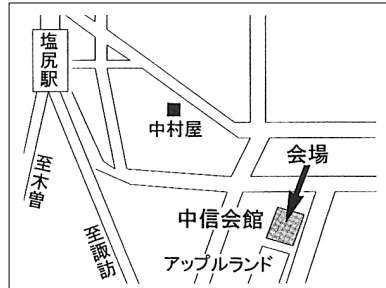 塩尻駅
中村屋
会場
至木曽
至諏訪
中信会館
アップルランド